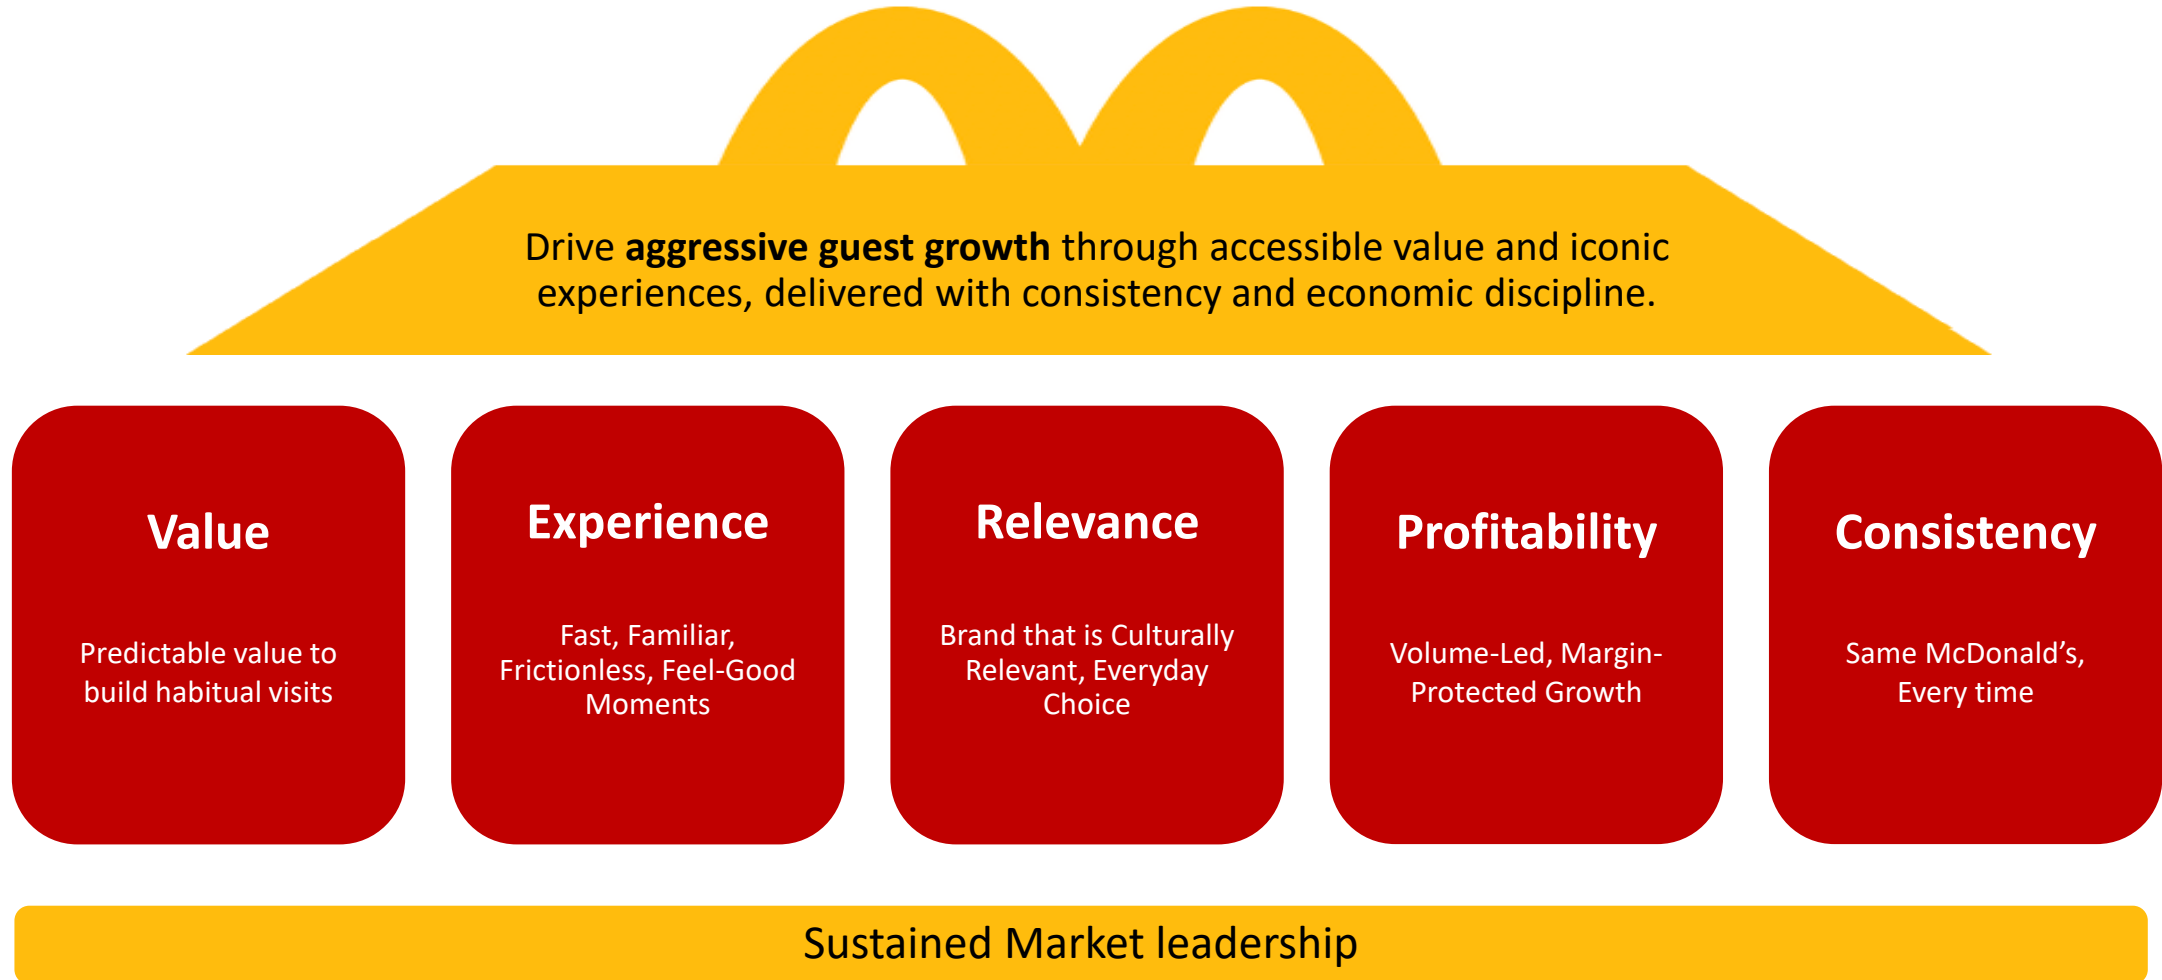 Drive aggressive guest growth through accessible value and iconic
experiences, delivered with consistency and economic discipline.
Value
Predictable value to
build habitual visits
Experience
Fast, Familiar,
Frictionless, Feel-Good
Moments
Relevance
Brand that is Culturally
Relevant, Everyday
Choice
Profitability
Volume-Led, Margin-
Protected Growth
Consistency
Same McDonald’s,
Every time
Sustained Market leadership